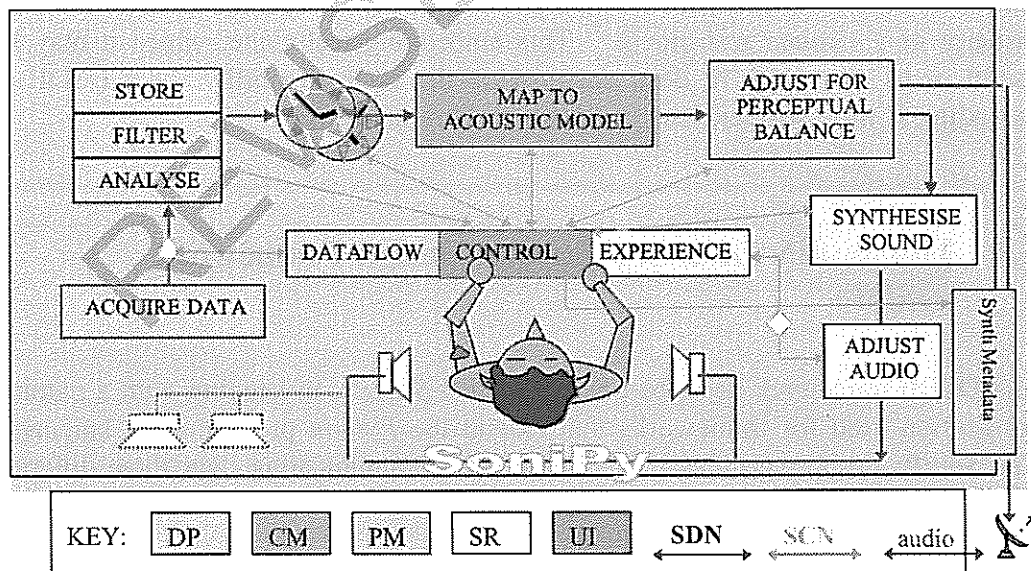 STORE
FILTER
ANALYSE
MAP TO
ACOUSTIC MODEL
ADJUST FOR
PERCEPTUAL
BALANCE
DATAFLOW
CONTROL
EXPERIENCE
SYNTHESISE
SOUND
ACQUIRE DATA
ADJUST
AUDIO
Synth Metadata
SoniPy
KEY:
DP
CM
PM
SR
UI
SDN
SCN
audio